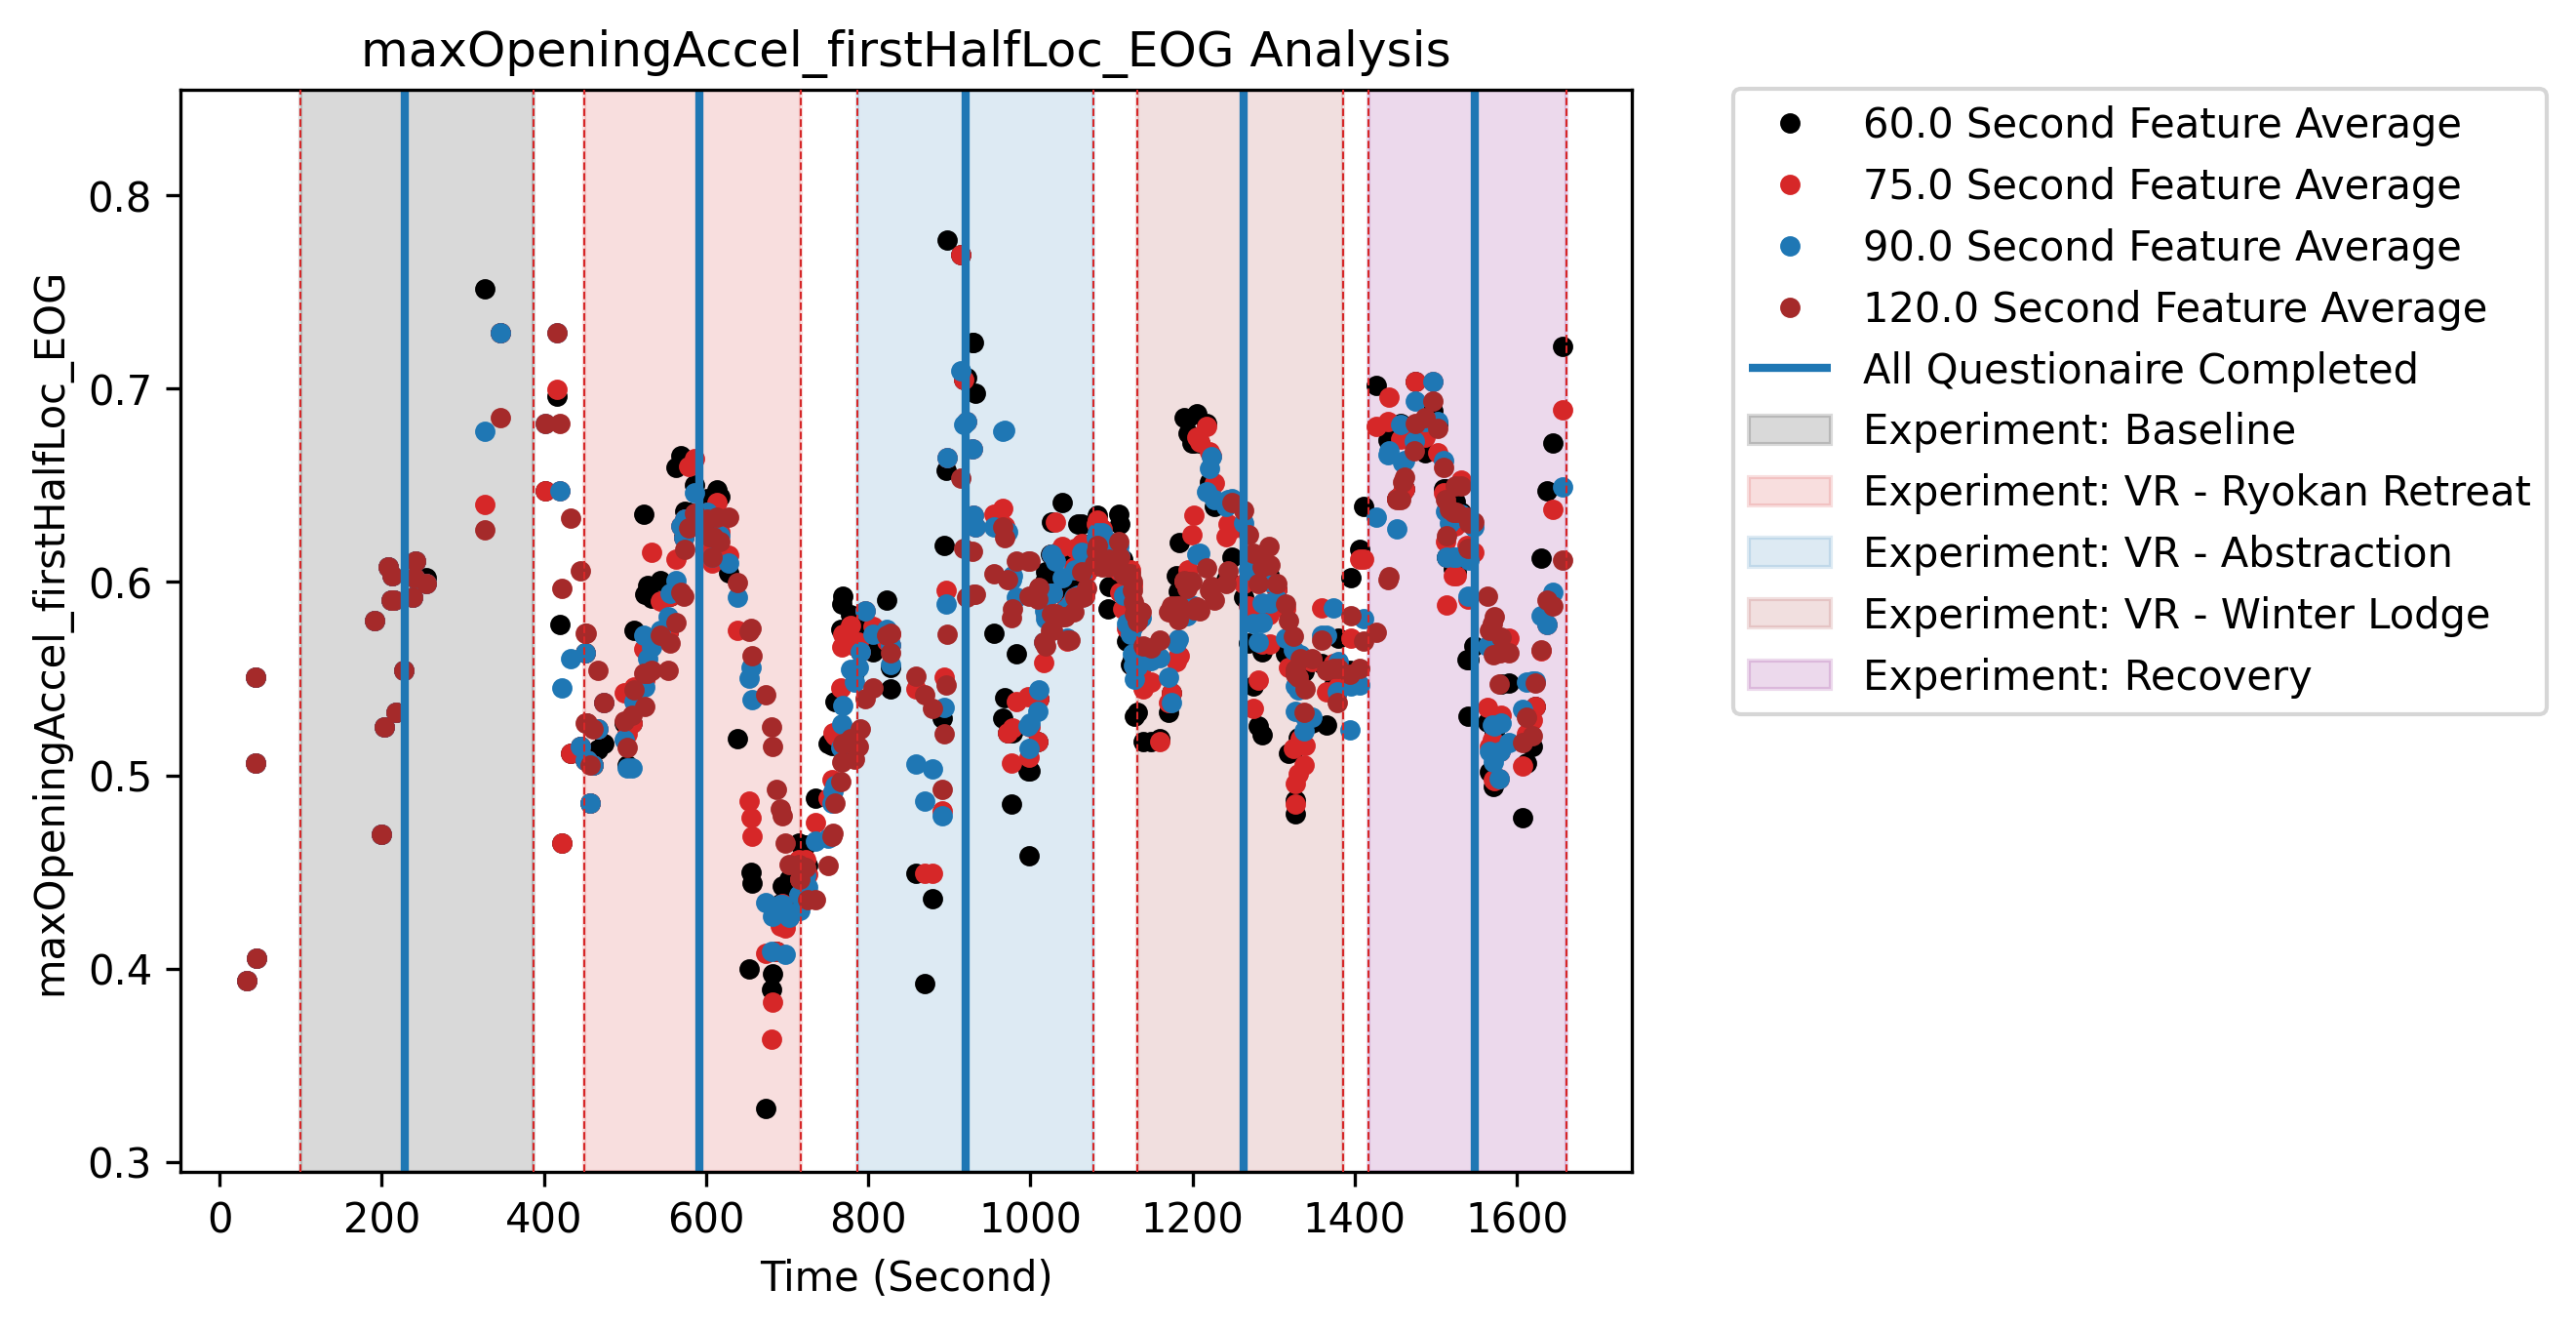 maxOpeningAccel_firstHalfLoc_EOG Analysis
maxOpeningAccel_firstHalfLoc_EOG
0.8
0.7
0.6
0.5
0.4
0.3
0 200 400 600 800 1000 1200 1400 1600
Time (Second)
60.0 Second Feature Average
75.0 Second Feature Average
90.0 Second Feature Average
120.0 Second Feature Average
All Questionaire Completed
Experiment: Baseline
Experiment: VR - Ryokan Retreat
Experiment: VR - Abstraction
Experiment: VR - Winter Lodge
Experiment: Recovery